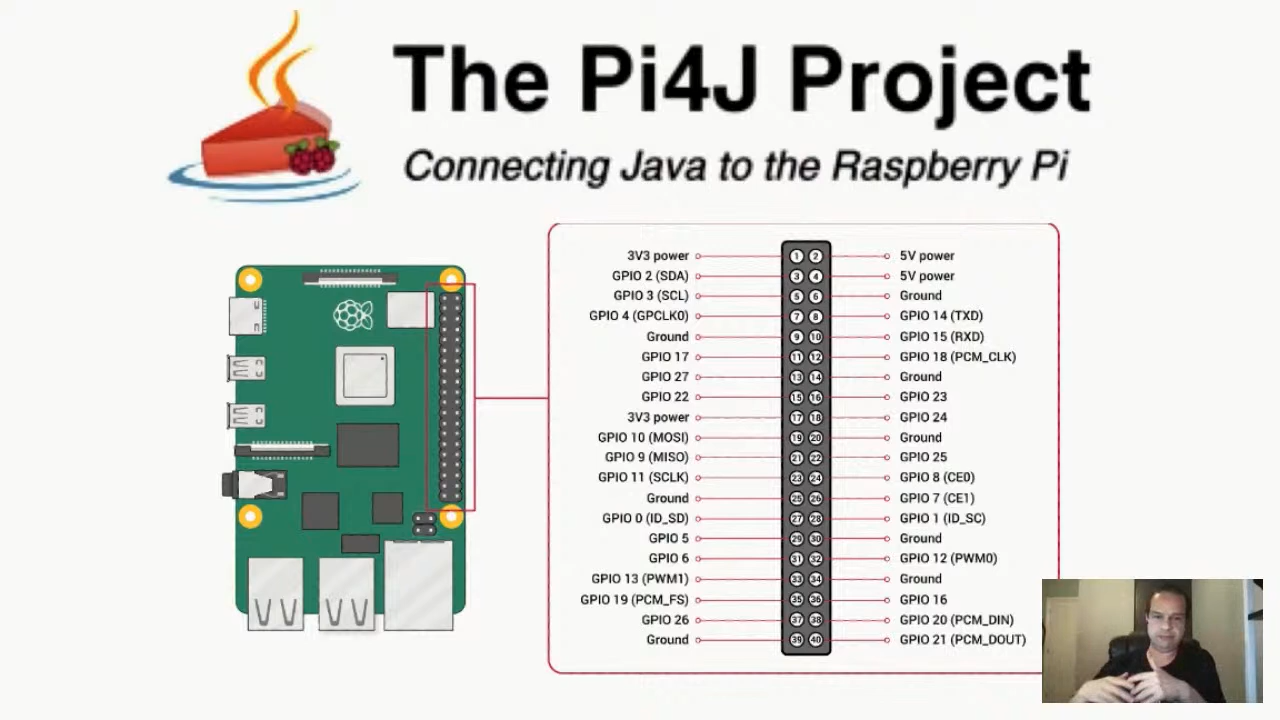 The Pi4J Project
Connecting Java to the Raspberry Pi
3V3 power 1 2 5V power
GPIO 2 (SDA) 3 4 5V power
GPIO 3 (SCL) 5 6 Ground
GPIO 4 (GPCLK0) 7 8 GPIO 14 (TXD)
Ground 9 10 GPIO 15 (RXD)
GPIO 17 11 12 GPIO 18 (PCM_CLK)
GPIO 27 13 14 Ground
GPIO 22 15 16 GPIO 23
3V3 power 17 18 GPIO 24
GPIO 10 (MOSI) 19 20 Ground
GPIO 9 (MISO) 21 22 GPIO 25
GPIO 11 (SCLK) 23 24 GPIO 8 (CE0)
Ground 25 26 GPIO 7 (CE1)
GPIO 0 (ID_SD) 27 28 GPIO 1 (ID_SC)
GPIO 5 29 30 Ground
GPIO 6 31 32 GPIO 12 (PWM0)
GPIO 13 (PWM1) 33 34 Ground
GPIO 19 (PCM_FS) 35 36 GPIO 16
GPIO 26 37 38 GPIO 20 (PCM_DIN)
Ground 39 40 GPIO 21 (PCM_DOUT)